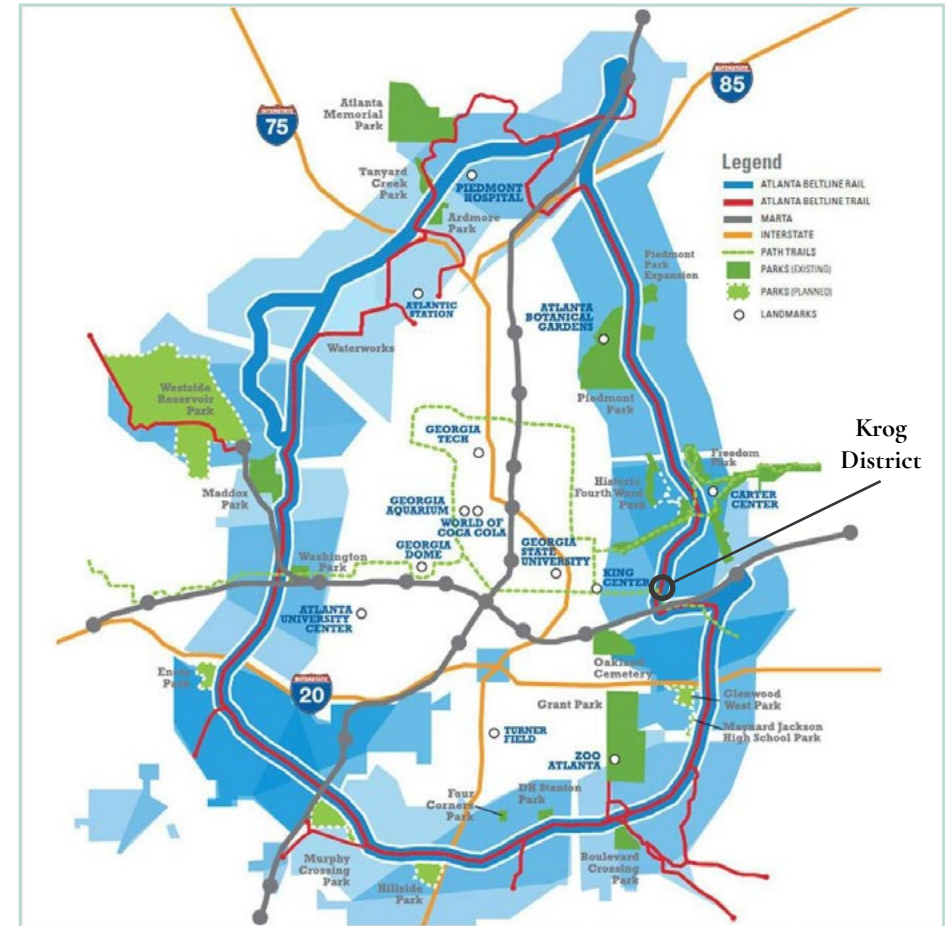 INTERSTATE
85
INTERSTATE
75
Atlanta
Memorial
Park
Tanyard
Creek
Park
PIEDMONT
HOSPITAL
Ardmore
Park
Legend
ATLANTA BELTLINE RAIL
ATLANTA BELTLINE TRAIL
MARTA
INTERSTATE
PATH TRAILS
PARKS (EXISTING)
PARKS (PLANNED)
LANDMARKS
Piedmont
Park
Expansion
ATLANTIC
STATION
ATLANTA
BOTANICAL
GARDENS
Waterworks
Westside
Reservoir
Park
Piedmont
Park
Krog
District
GEORGIA
TECH
Freedom
Park
Historic
Fourth Ward
Park
CARTER
CENTER
Maddox
Park
GEORGIA
AQUARIUM
WORLD OF
COCA COLA
GEORGIA
DOME
GEORGIA
STATE
UNIVERSITY
Washington
Park
KING
CENTER
ATLANTA
UNIVERSITY
CENTER
Oakland
Cemetery
Enota
Park
INTERSTATE
20
Grant Park
Glenwood
West Park
Maynard Jackson
High School Park
TURNER
FIELD
ZOO
ATLANTA
Four
Corners
Park
DH Stanton
Park
Murphy
Crossing
Park
Hillside
Park
Boulevard
Crossing
Park